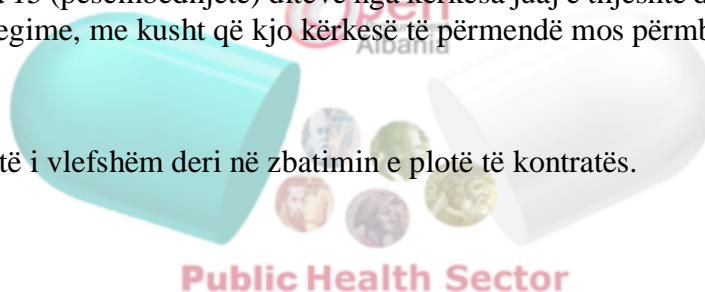 15 (pesëmbëdhjetë) ditëve nga kërkesa juaj e thjeshtë
egime, me kusht që kjo kërkesë të përmendë mos përmb
Albania
të i vlefshëm deri në zbatimin e plotë të kontratës.
Public Health Sector